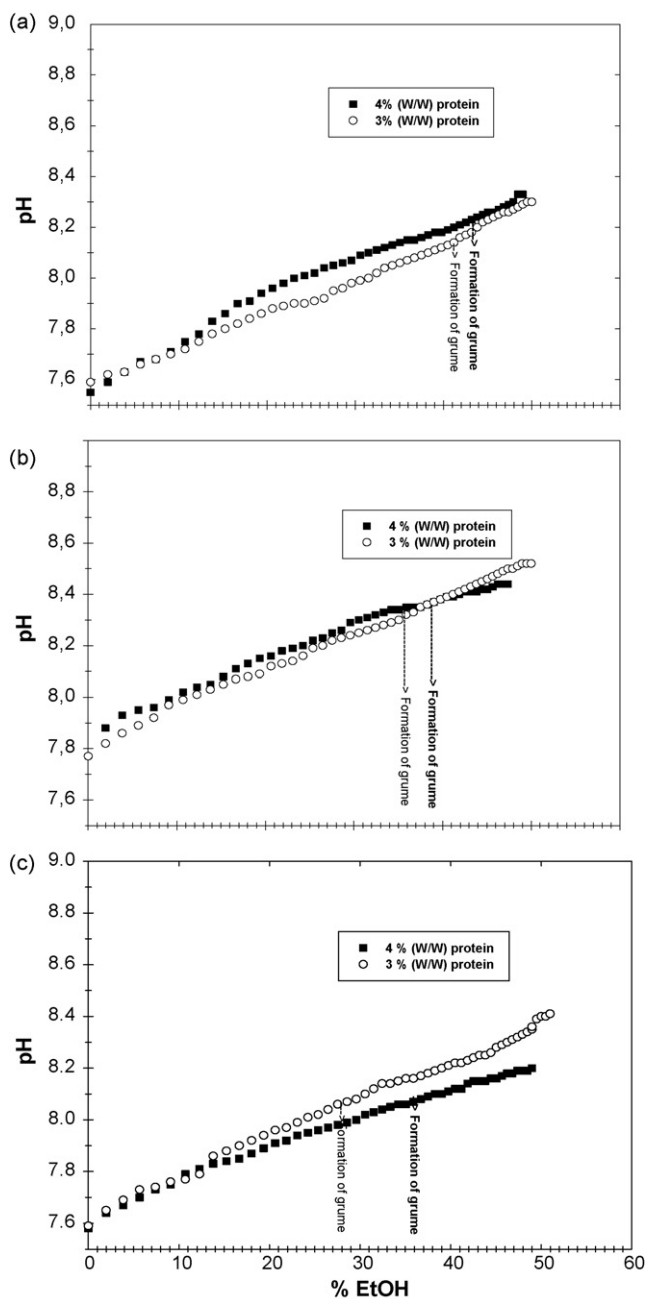 (a)
9,0
8,8
8,6
8,4
8,2
8,0
7,8
7,6
pH
4% (W/W) protein
3% (W/W) protein
> Formation of grume
> Formation of grume
(b)
8,8
8,6
8,4
8,2
8,0
7,8
7,6
pH
4 % (W/W) protein
3 % (W/W) protein
> Formation of grume
> Formation of grume
(c)
9.0
8.8
8.6
8.4
8.2
8.0
7.8
7.6
pH
4 % (W/W) protein
3 % (W/W) protein
> Formation of grume
> Formation of grume
0 10 20 30 40 50 60
% EtOH